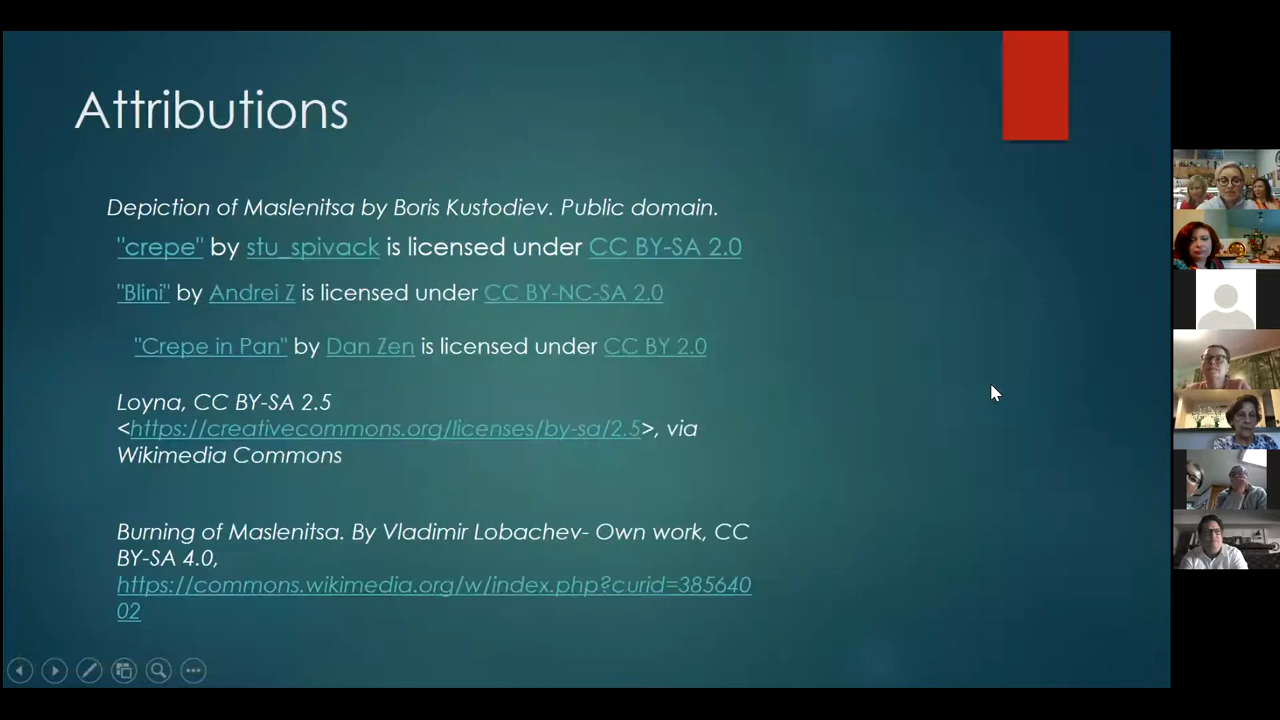 Attributions
Depiction of Maslenitsa by Boris Kustodiev. Public domain.
"crepe" by stu_spivack is licensed under CC BY-SA 2.0
"Blini" by Andrei Z is licensed under CC BY-NC-SA 2.0
"Crepe in Pan" by Dan Zen is licensed under CC BY 2.0
Loyna, CC BY-SA 2.5
<https://creativecommons.org/licenses/by-sa/2.5>, via
Wikimedia Commons
Burning of Maslenitsa. By Vladimir Lobachev- Own work, CC
BY-SA 4.0,
https://commons.wikimedia.org/w/index.php?curid=385640
02